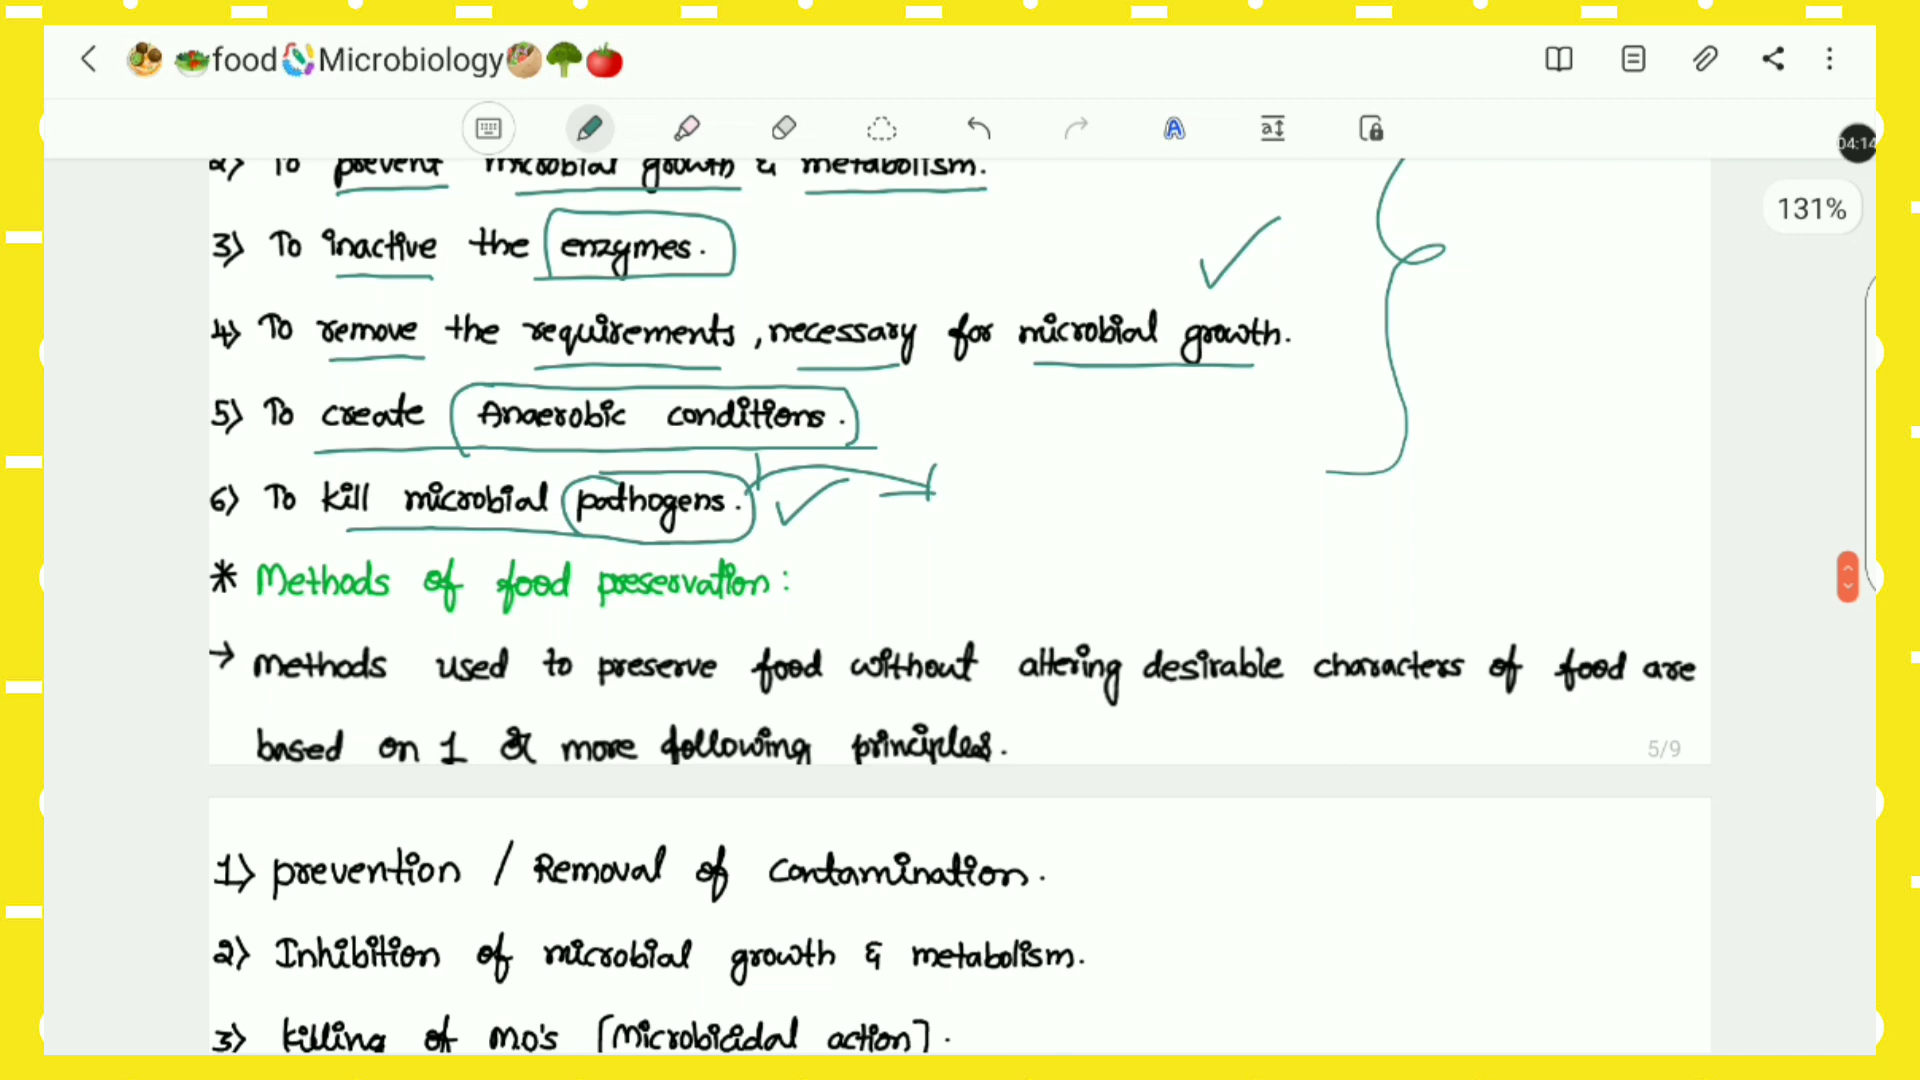 food Microbiology
04:14
131%
2) To prevent microbial growth & metabolism.
3) To inactive the enzymes.
4) To remove the requirements, necessary for microbial growth.
5) To create Anaerobic conditions.
6) To kill microbial pathogens.
* Methods of food preservation:
→ Methods used to preserve food without altering desirable characters of food are
based on 1 or more following principles.
5/9
1) prevention / Removal of contamination.
2) Inhibition of microbial growth & metabolism.
3) killing of mo's [Microbicidal action].